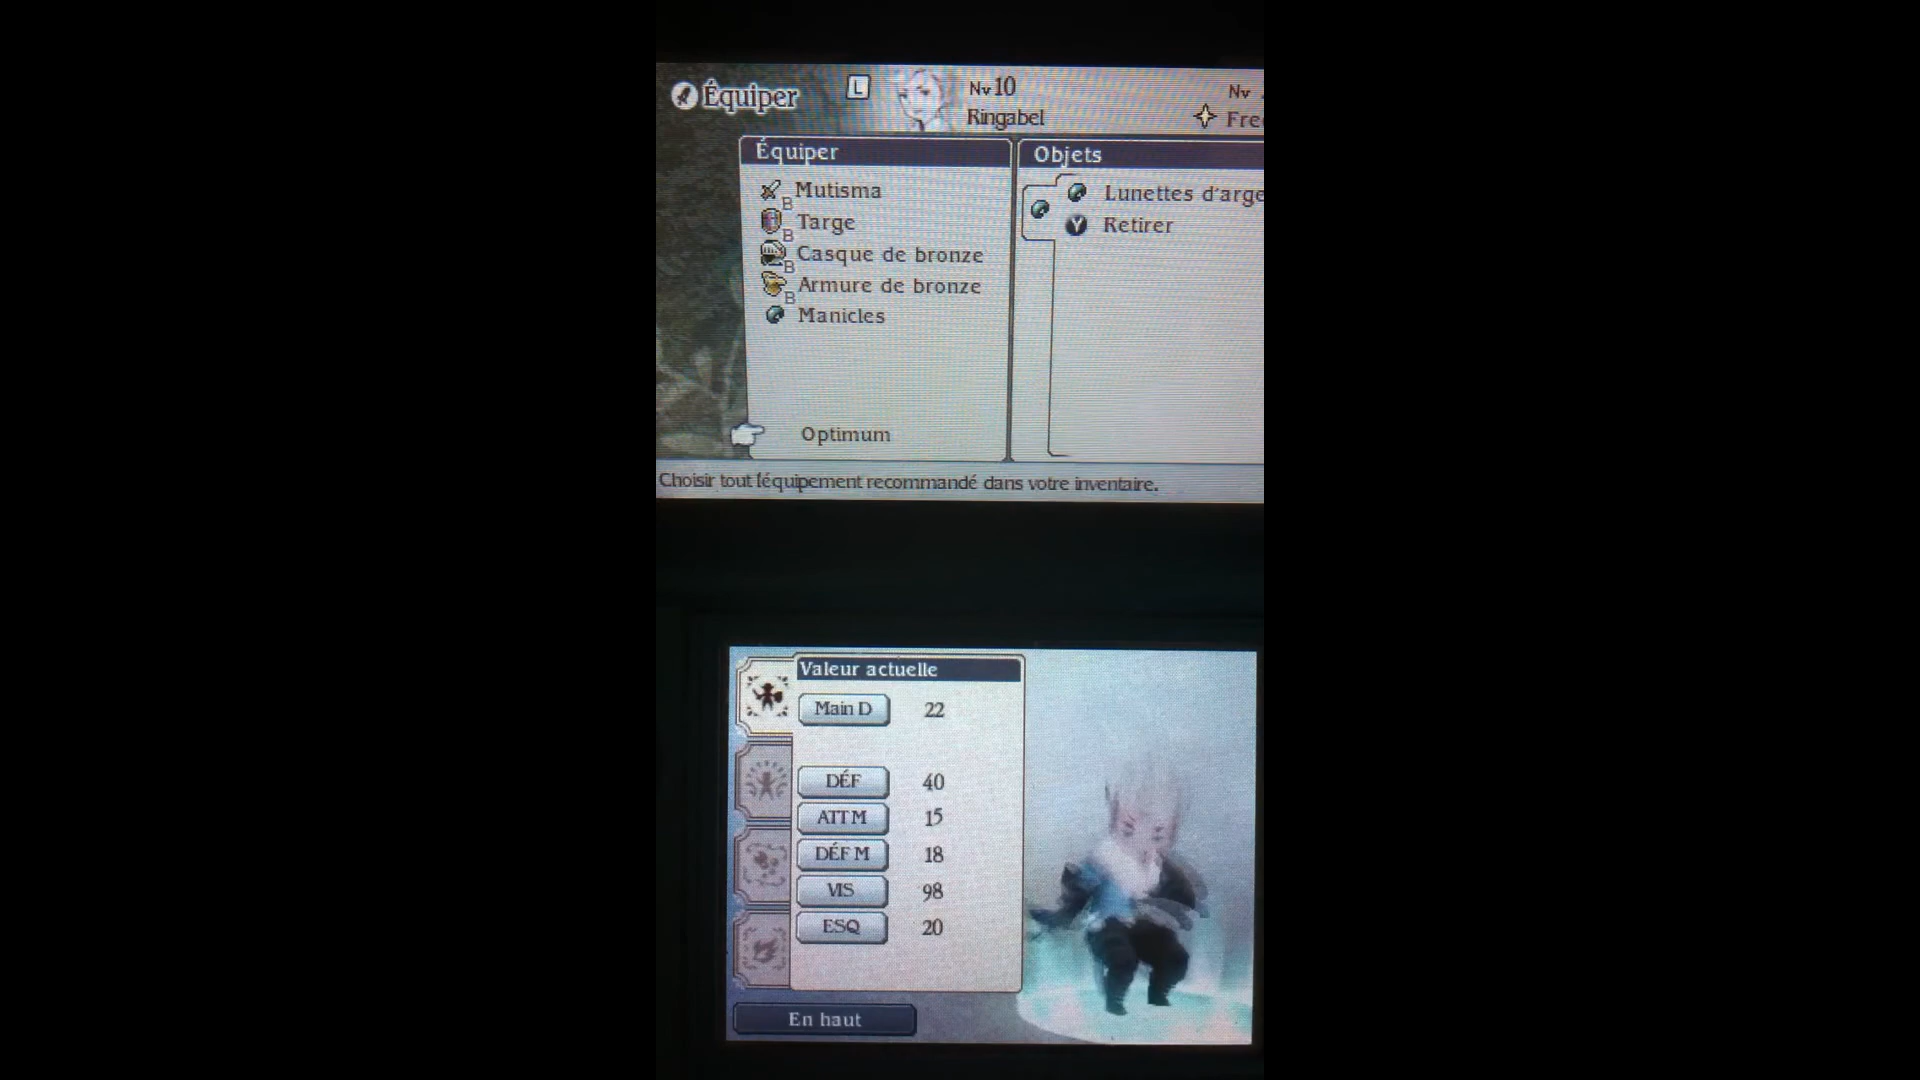 Équiper
L
Nv 10
Nv
Ringabel
Équiper
Objets
Mutisma
B
Targe
B
Casque de bronze
B
Armure de bronze
B
Manicles
Optimum
Lunettes d'arge
Y Retirer
Choisir tout l'équipement recommandé dans votre inventaire.
Valeur actuelle
Main D 22
DÉF 40
ATT M 15
DÉF M 18
VIS 98
ESQ 20
En haut